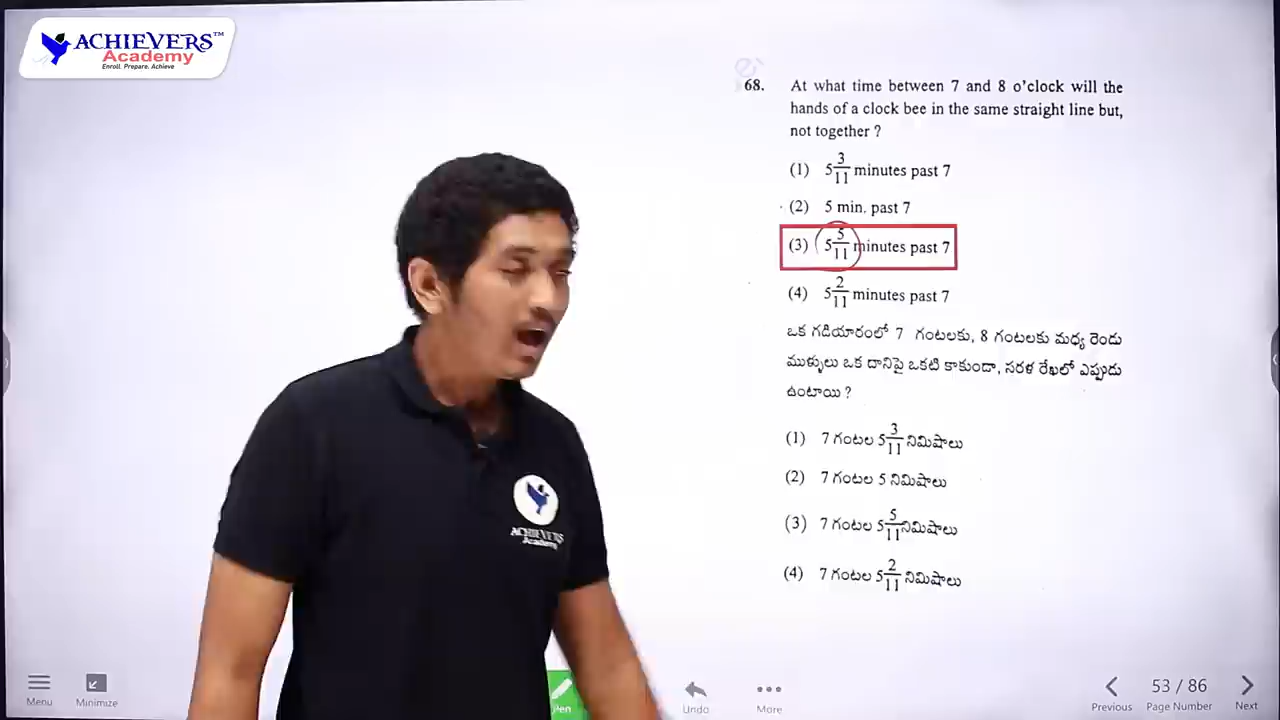 ACHIEVERS™
Academy
Enroll. Prepare. Achieve
68. At what time between 7 and 8 o'clock will the
hands of a clock bee in the same straight line but,
not together ?
(1) 5 3/11 minutes past 7
(2) 5 min. past 7
(3) 5 5/11 minutes past 7
(4) 5 2/11 minutes past 7
ఒక గడియారంలో 7 గంటలకు, 8 గంటలకు మధ్య రెండు
ముళ్ళులు ఒక దానిపై ఒకటి కాకుండా, సరళ రేఖలో ఎప్పుడు
ఉంటాయి ?
(1) 7 గంటల 5 3/11 నిమిషాలు
(2) 7 గంటల 5 నిమిషాలు
(3) 7 గంటల 5 5/11 నిమిషాలు
(4) 7 గంటల 5 2/11 నిమిషాలు
ACHIEVERS
Academy
Menu
Minimize
Pen
Undo
More
Previous
53 / 86
Page Number
Next